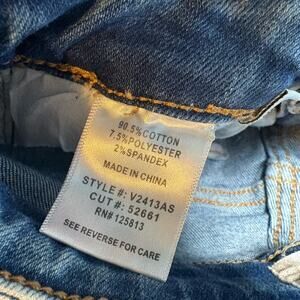 90.5%COTTON
7.5%POLYESTER
2%SPANDEX
MADE IN CHINA
STYLE #: V2413AS
CUT #: 52661
RN# 125813
SEE REVERSE FOR CARE